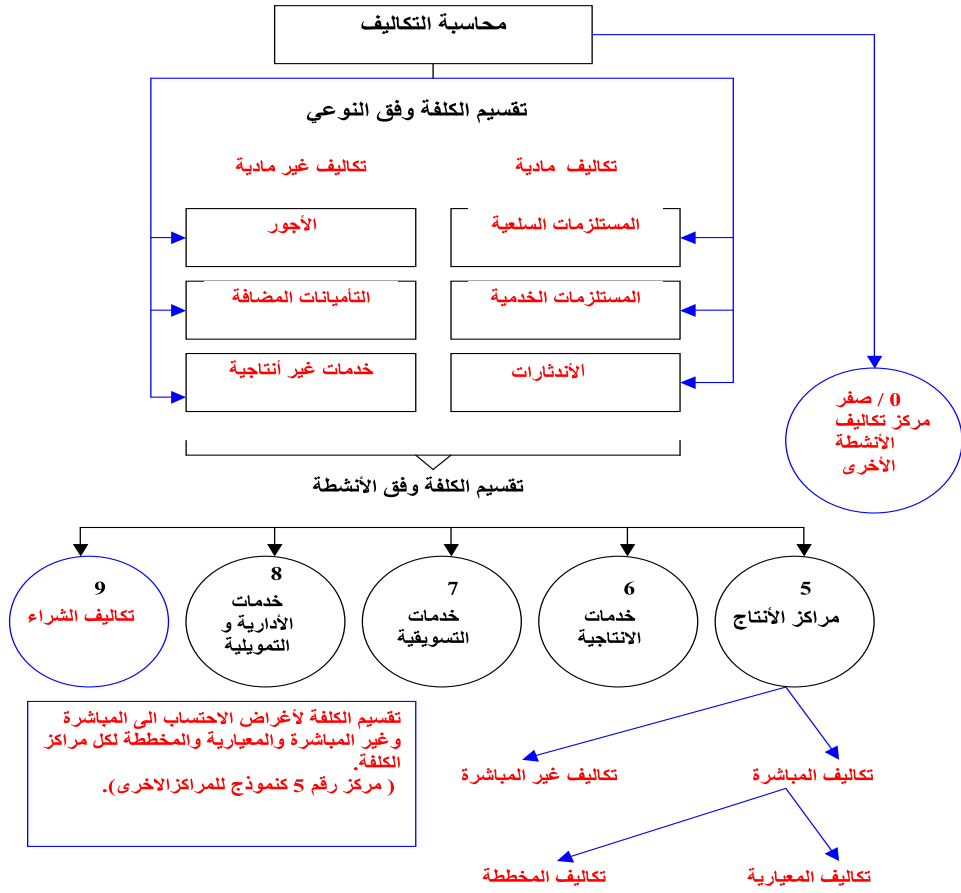 محاسبة التكاليف
تقسيم الكلفة وفق النوعي
تكاليف مادية
تكاليف غير مادية
المستلزمات السلعية
الأجور
المستلزمات الخدمية
التأميانات المضافة
الأندثارات
خدمات غير أنتاجية
0 / صفر
مركز تكاليف
الأنشطة
الأخرى
تقسيم الكلفة وفق الأنشطة
5
مراكز الأنتاج
6
خدمات
الانتاجية
7
خدمات
التسويقية
8
خدمات
الأدارية و
التمويلية
9
تكاليف الشراء
تقسيم الكلفة لأغراض الاحتساب الى المباشرة
وغير المباشرة والمعيارية والمخططة لكل مراكز
الكلفة.
( مركز رقم 5 كنموذج للمراكزالاخرى).
تكاليف المباشرة
تكاليف غير المباشرة
تكاليف المعيارية
تكاليف المخططة